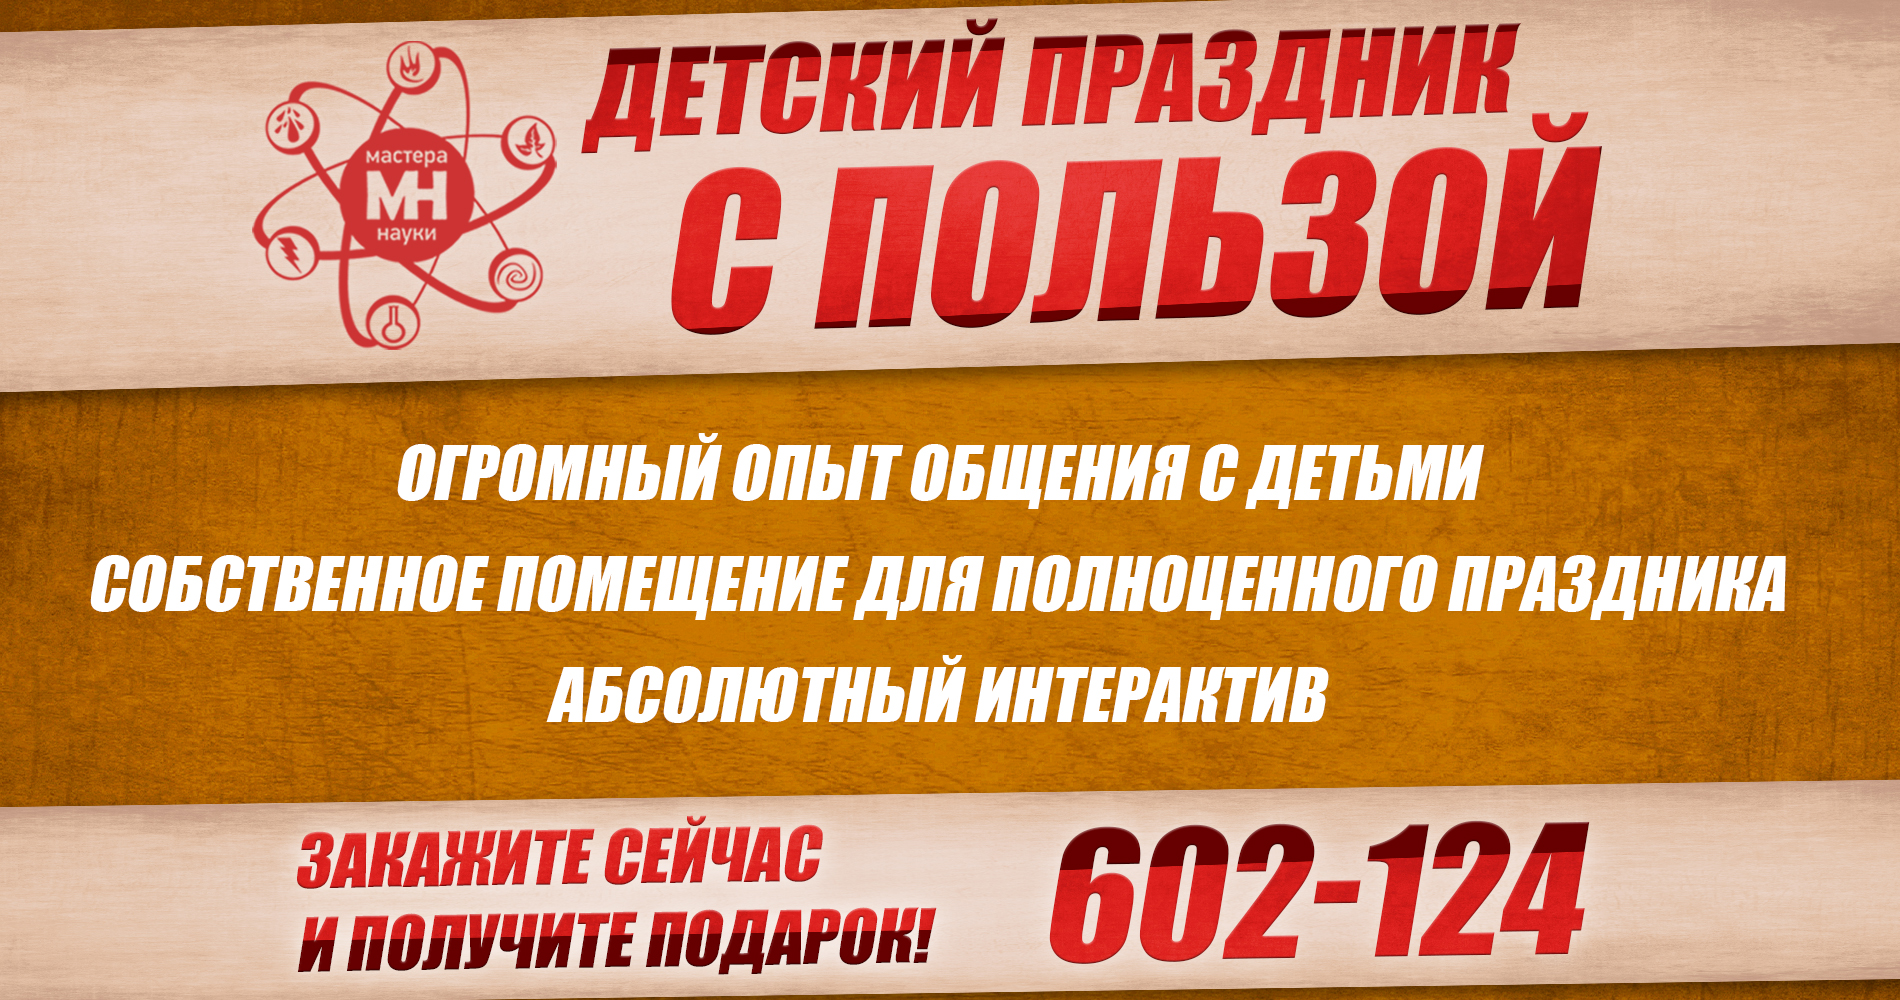 мастера
МН
науки
ДЕТСКИЙ ПРАЗДНИК
С ПОЛЬЗОЙ
ОГРОМНЫЙ ОПЫТ ОБЩЕНИЯ С ДЕТЬМИ
СОБСТВЕННОЕ ПОМЕЩЕНИЕ ДЛЯ ПОЛНОЦЕННОГО ПРАЗДНИКА
АБСОЛЮТНЫЙ ИНТЕРАКТИВ
ЗАКАЖИТЕ СЕЙЧАС
И ПОЛУЧИТЕ ПОДАРОК!
602-124